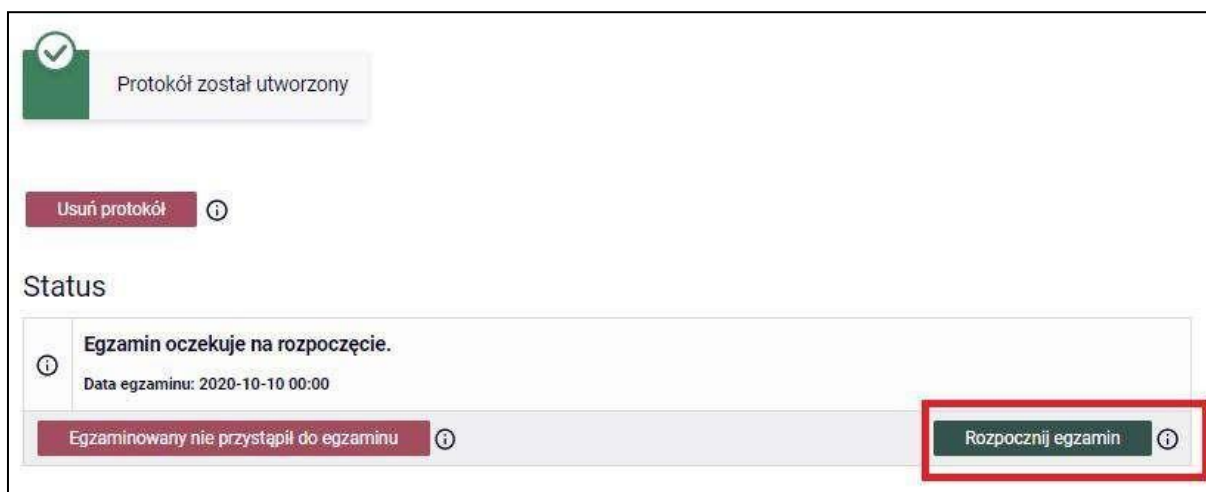 Protokół został utworzony
Usuń protokół
Status
Egzamin oczekuje na rozpoczęcie.
Data egzaminu: 2020-10-10 00:00
Egzaminowany nie przystąpił do egzaminu
Rozpocznij egzamin